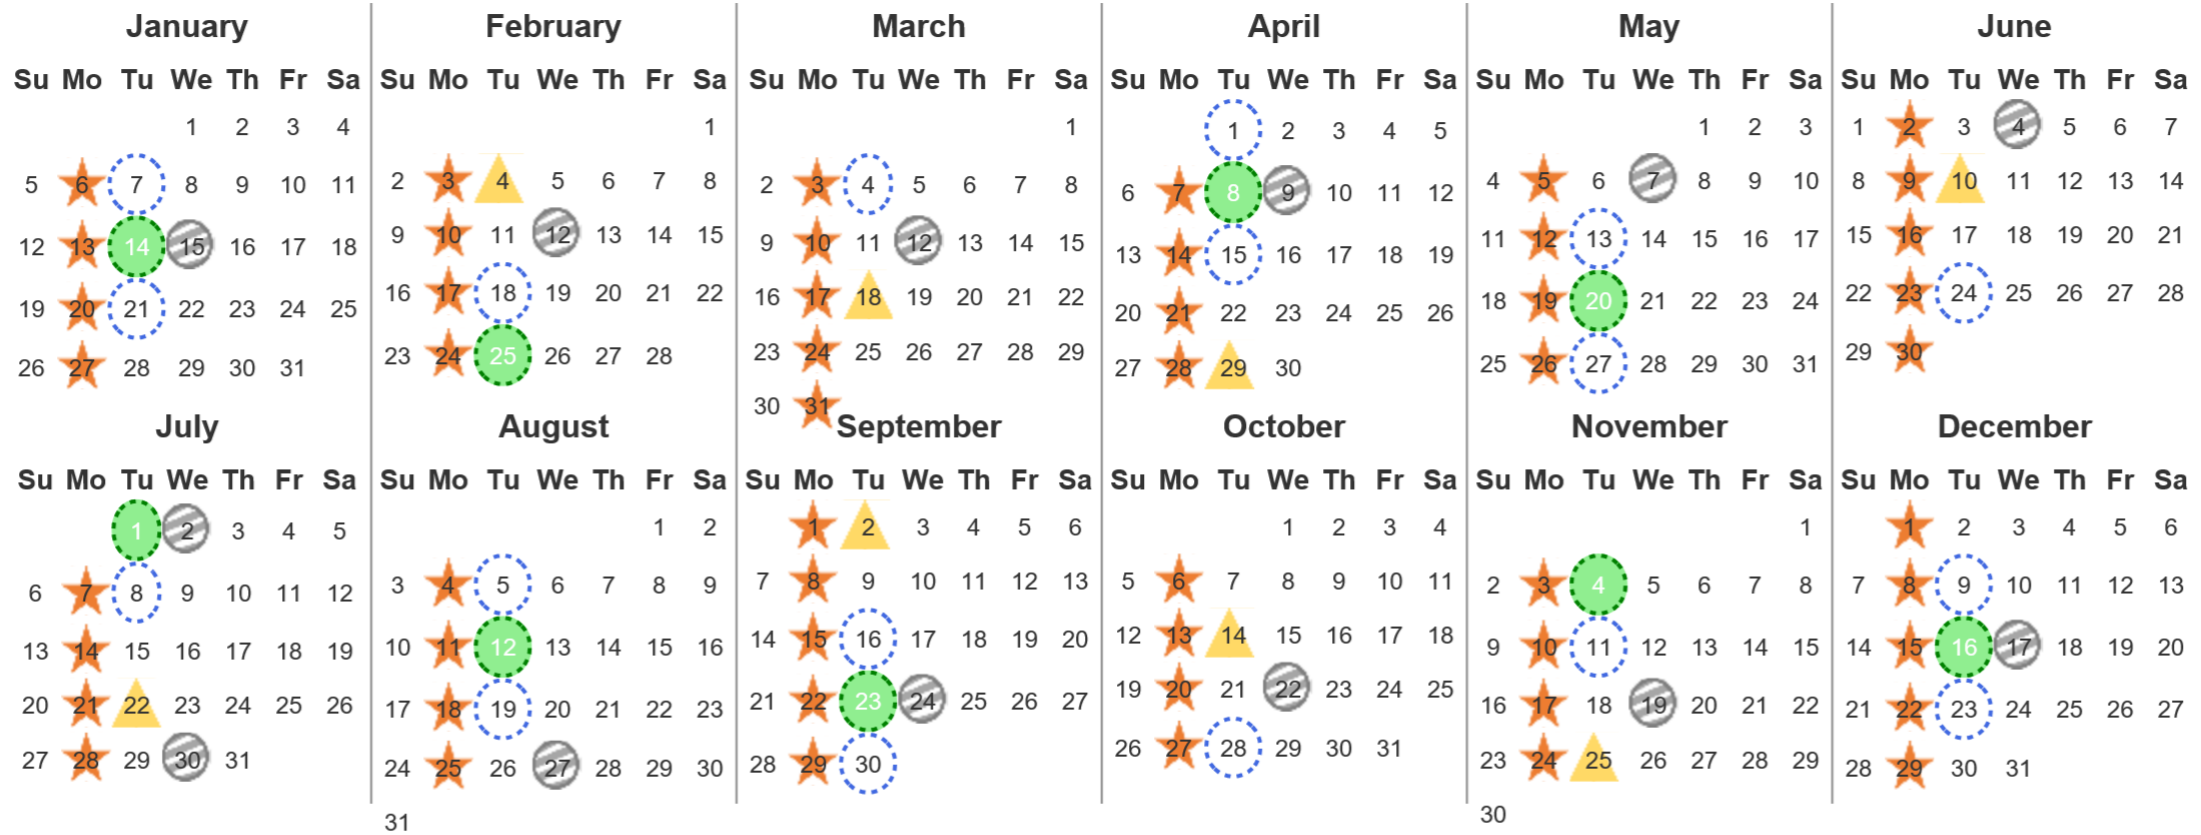 January
Su Mo Tu We Th Fr Sa
1 2 3 4
5 6 7 8 9 10 11
12 13 14 15 16 17 18
19 20 21 22 23 24 25
26 27 28 29 30 31
February
Su Mo Tu We Th Fr Sa
1
2 3 4 5 6 7 8
9 10 11 12 13 14 15
16 17 18 19 20 21 22
23 24 25 26 27 28
March
Su Mo Tu We Th Fr Sa
1
2 3 4 5 6 7 8
9 10 11 12 13 14 15
16 17 18 19 20 21 22
23 24 25 26 27 28 29
30 31
April
Su Mo Tu We Th Fr Sa
1 2 3 4 5
6 7 8 9 10 11 12
13 14 15 16 17 18 19
20 21 22 23 24 25 26
27 28 29 30
May
Su Mo Tu We Th Fr Sa
1 2 3
4 5 6 7 8 9 10
11 12 13 14 15 16 17
18 19 20 21 22 23 24
25 26 27 28 29 30 31
June
Su Mo Tu We Th Fr Sa
1 2 3 4 5 6 7
8 9 10 11 12 13 14
15 16 17 18 19 20 21
22 23 24 25 26 27 28
29 30
July
Su Mo Tu We Th Fr Sa
1 2 3 4 5
6 7 8 9 10 11 12
13 14 15 16 17 18 19
20 21 22 23 24 25 26
27 28 29 30 31
August
Su Mo Tu We Th Fr Sa
1 2
3 4 5 6 7 8 9
10 11 12 13 14 15 16
17 18 19 20 21 22 23
24 25 26 27 28 29 30
31
September
Su Mo Tu We Th Fr Sa
1 2 3 4 5 6
7 8 9 10 11 12 13
14 15 16 17 18 19 20
21 22 23 24 25 26 27
28 29 30
October
Su Mo Tu We Th Fr Sa
1 2 3 4
5 6 7 8 9 10 11
12 13 14 15 16 17 18
19 20 21 22 23 24 25
26 27 28 29 30 31
November
Su Mo Tu We Th Fr Sa
1
2 3 4 5 6 7 8
9 10 11 12 13 14 15
16 17 18 19 20 21 22
23 24 25 26 27 28 29
30
December
Su Mo Tu We Th Fr Sa
1 2 3 4 5 6
7 8 9 10 11 12 13
14 15 16 17 18 19 20
21 22 23 24 25 26 27
28 29 30 31